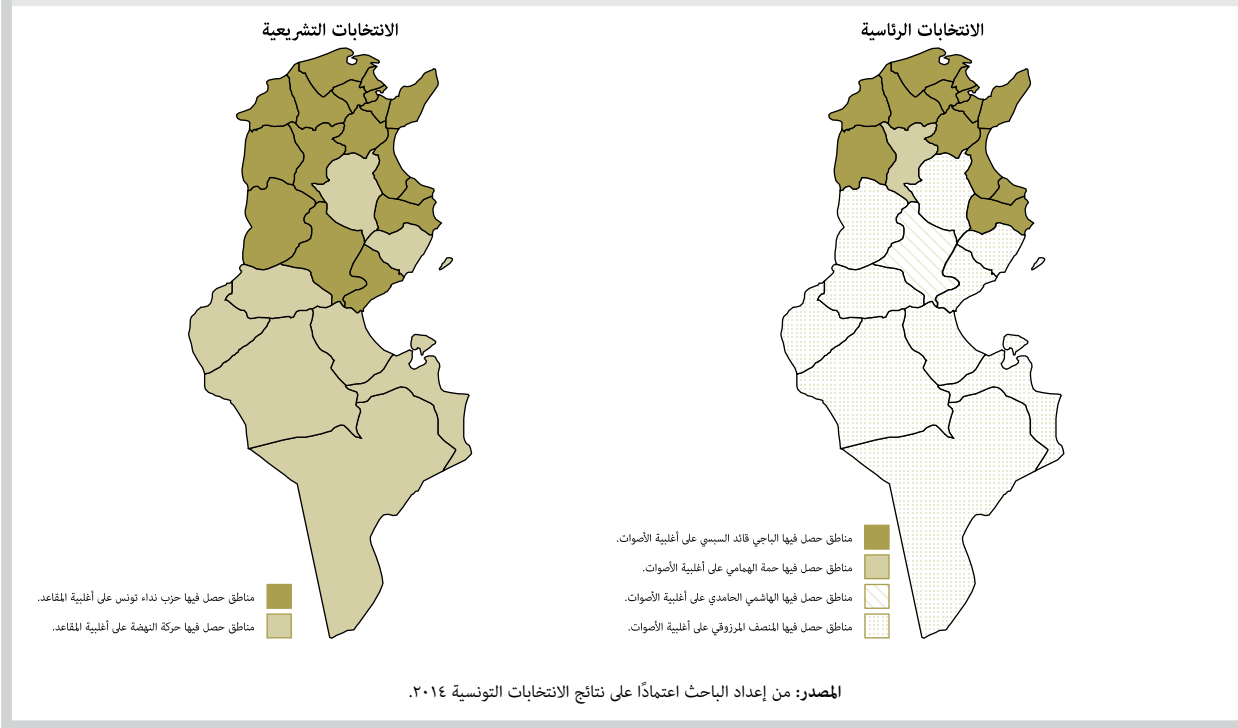 الانتخابات الرئاسية
مناطق حصل فيها الباجي قائد السبسي على أغلبية الأصوات.
مناطق حصل فيها حمة الهمامي على أغلبية الأصوات.
مناطق حصل فيها الهاشمي الحامدي على أغلبية الأصوات.
مناطق حصل فيها المنصف المرزوقي على أغلبية الأصوات.
الانتخابات التشريعية
مناطق حصل فيها حزب نداء تونس على أغلبية المقاعد.
مناطق حصل فيها حركة النهضة على أغلبية المقاعد.
المصدر: من إعداد الباحث اعتمادًا على نتائج الانتخابات التونسية ٢٠١٤.